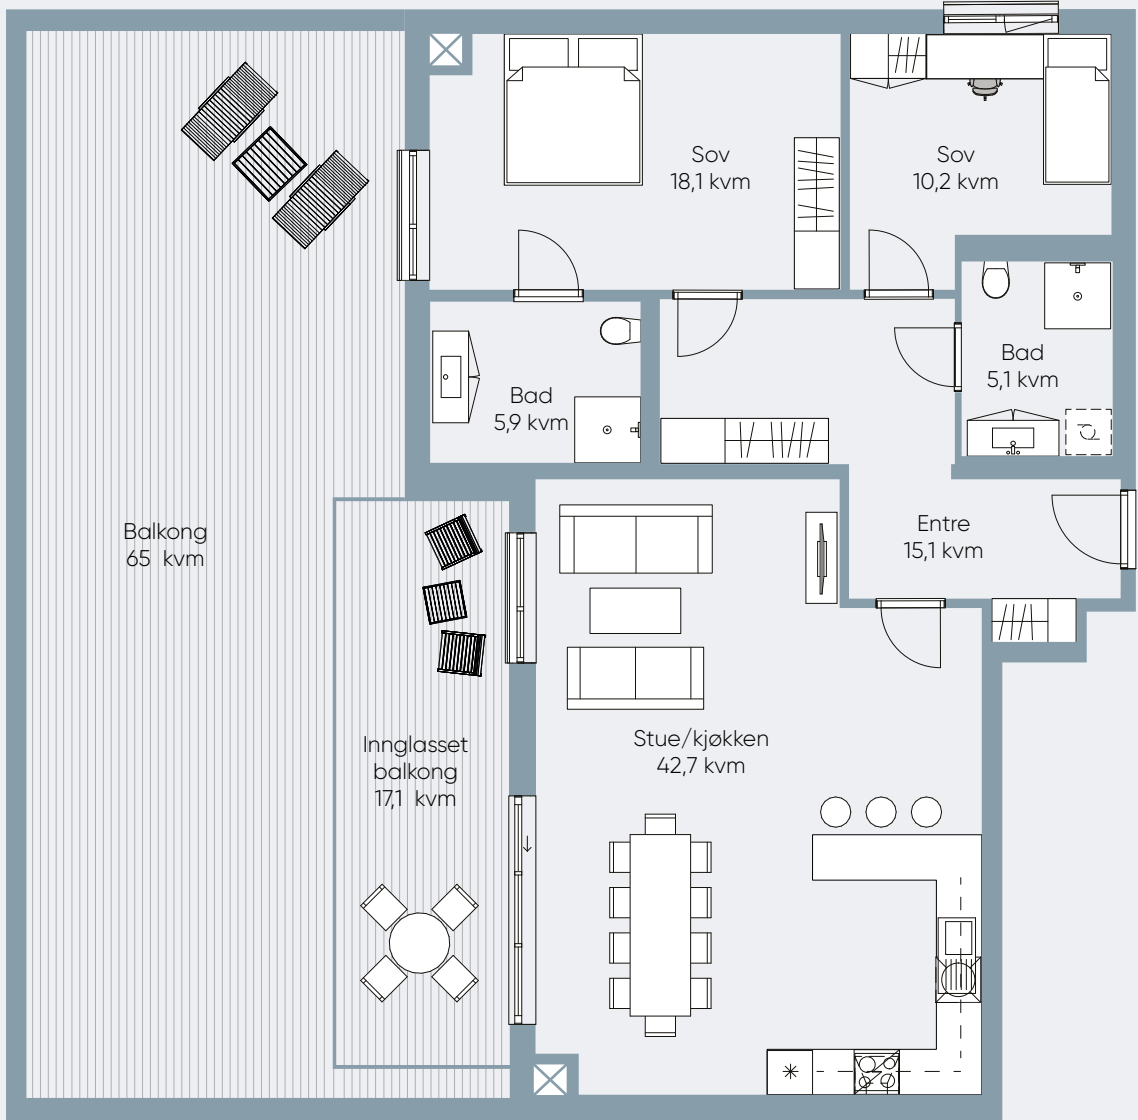 Sov
18,1 kvm
Sov
10,2 kvm
Bad
5,1 kvm
Bad
5,9 kvm
Balkong
65 kvm
Entre
15,1 kvm
Innglasset
balkong
17,1 kvm
Stue/kjøkken
42,7 kvm